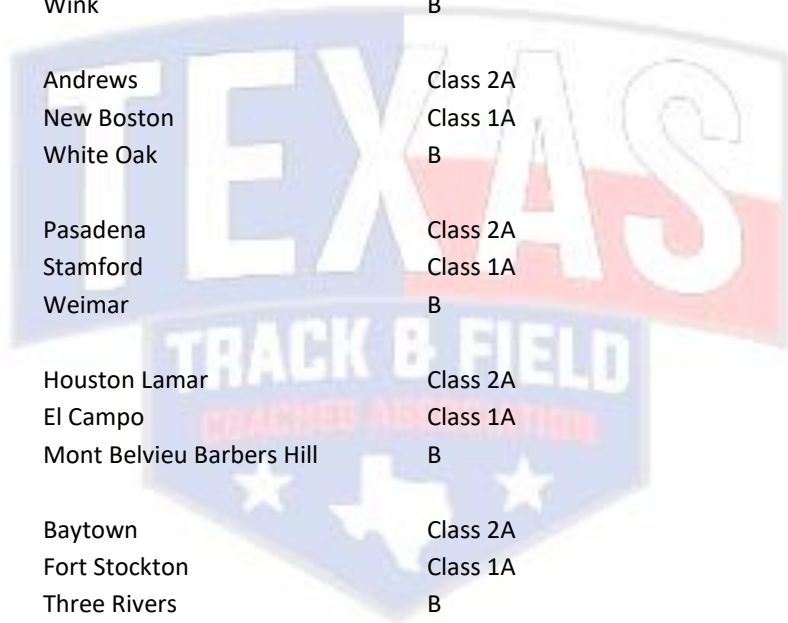 Wink B
Andrews Class 2A
New Boston Class 1A
White Oak B
Pasadena Class 2A
Stamford Class 1A
Weimar B
Houston Lamar Class 2A
El Campo Class 1A
Mont Belvieu Barbers Hill B
Baytown Class 2A
Fort Stockton Class 1A
Three Rivers B
TEXAS
TRACK & FIELD
COACHES ASSOCIATION